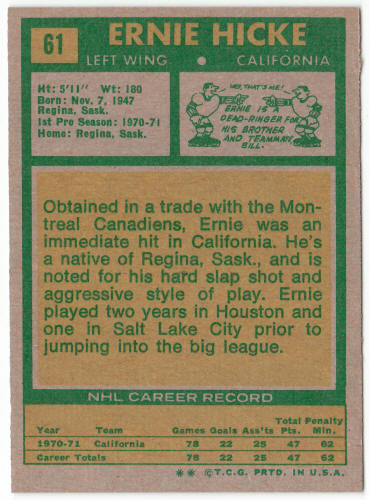 61 ERNIE HICKE
LEFT WING • CALIFORNIA
Ht: 5'11" Wt: 180
Born: Nov. 7, 1947
Regina, Sask.
1st Pro Season: 1970-71
Home: Regina, Sask.
HEY, THAT'S ME!
ERNIE IS A
DEAD-RINGER FOR
HIS BROTHER
AND TEAMMATE,
BILL.
Obtained in a trade with the Mon-
treal Canadiens, Ernie was an
immediate hit in California. He's
a native of Regina, Sask., and is
noted for his hard slap shot and
aggressive style of play. Ernie
played two years in Houston and
one in Salt Lake City prior to
jumping into the big league.
NHL CAREER RECORD
Total Penalty
Year Team Games Goals Ass'ts Pts. Min.
1970-71 California 78 22 25 47 62
Career Totals 78 22 25 47 62
** © T.C.G. PRTD. IN U.S.A.